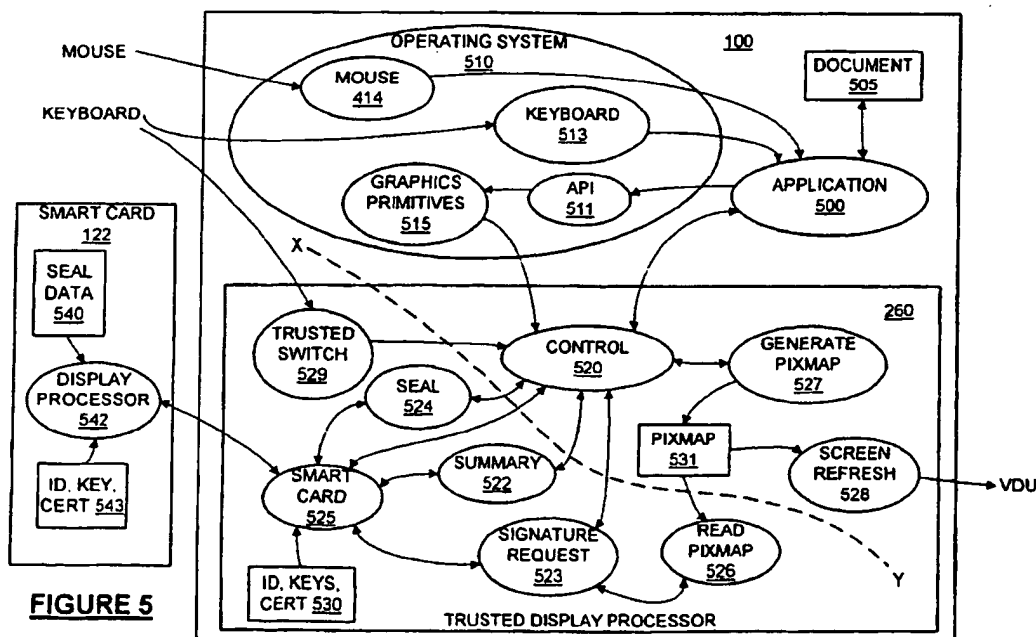 OPERATING SYSTEM
510
100
MOUSE
MOUSE
414
DOCUMENT
505
KEYBOARD
KEYBOARD
513
GRAPHICS
PRIMITIVES
515
API
511
APPLICATION
500
SMART CARD
122
SEAL
DATA
540
DISPLAY
PROCESSOR
542
ID, KEY,
CERT 543
X
260
TRUSTED
SWITCH
529
CONTROL
520
GENERATE
PIXMAP
527
SEAL
524
PIXMAP
531
SCREEN
REFRESH
528
VDU
SMART
CARD
525
SUMMARY
522
SIGNATURE
REQUEST
523
READ
PIXMAP
526
Y
ID, KEYS,
CERT 530
TRUSTED DISPLAY PROCESSOR
FIGURE 5